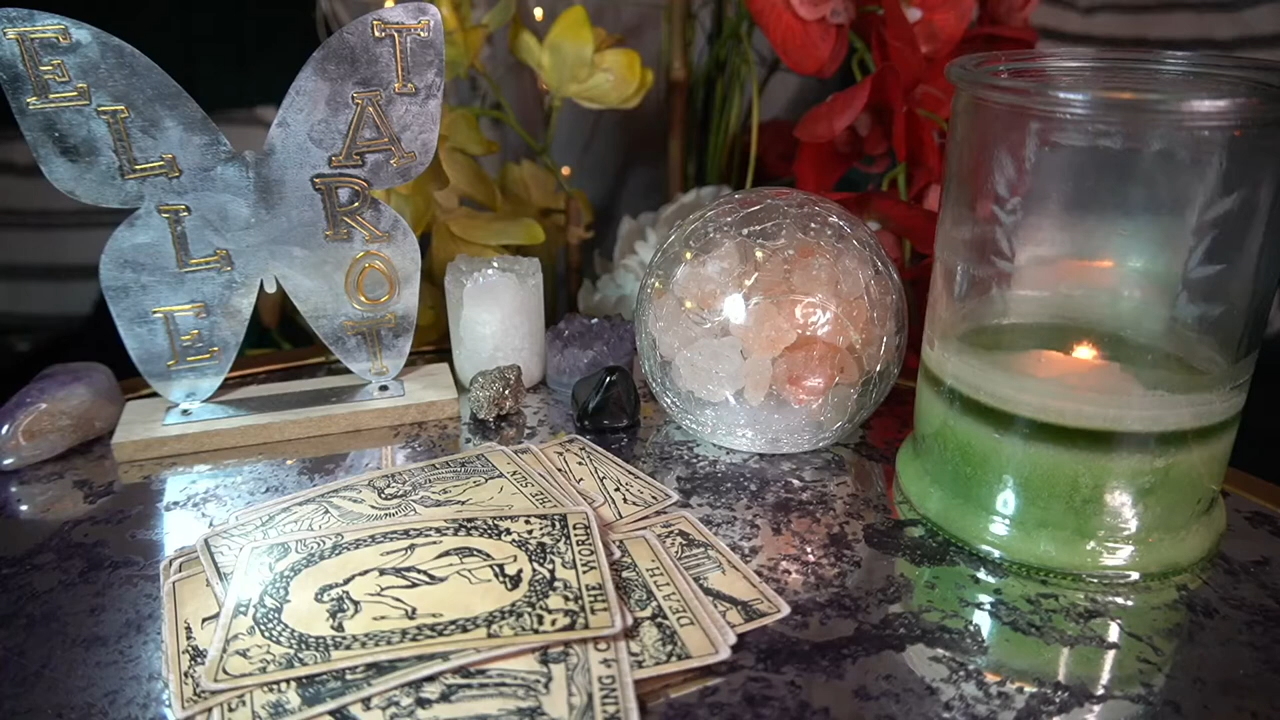 ELLE
TAROT
THE SUN
THE WORLD.
DEATH.
KING